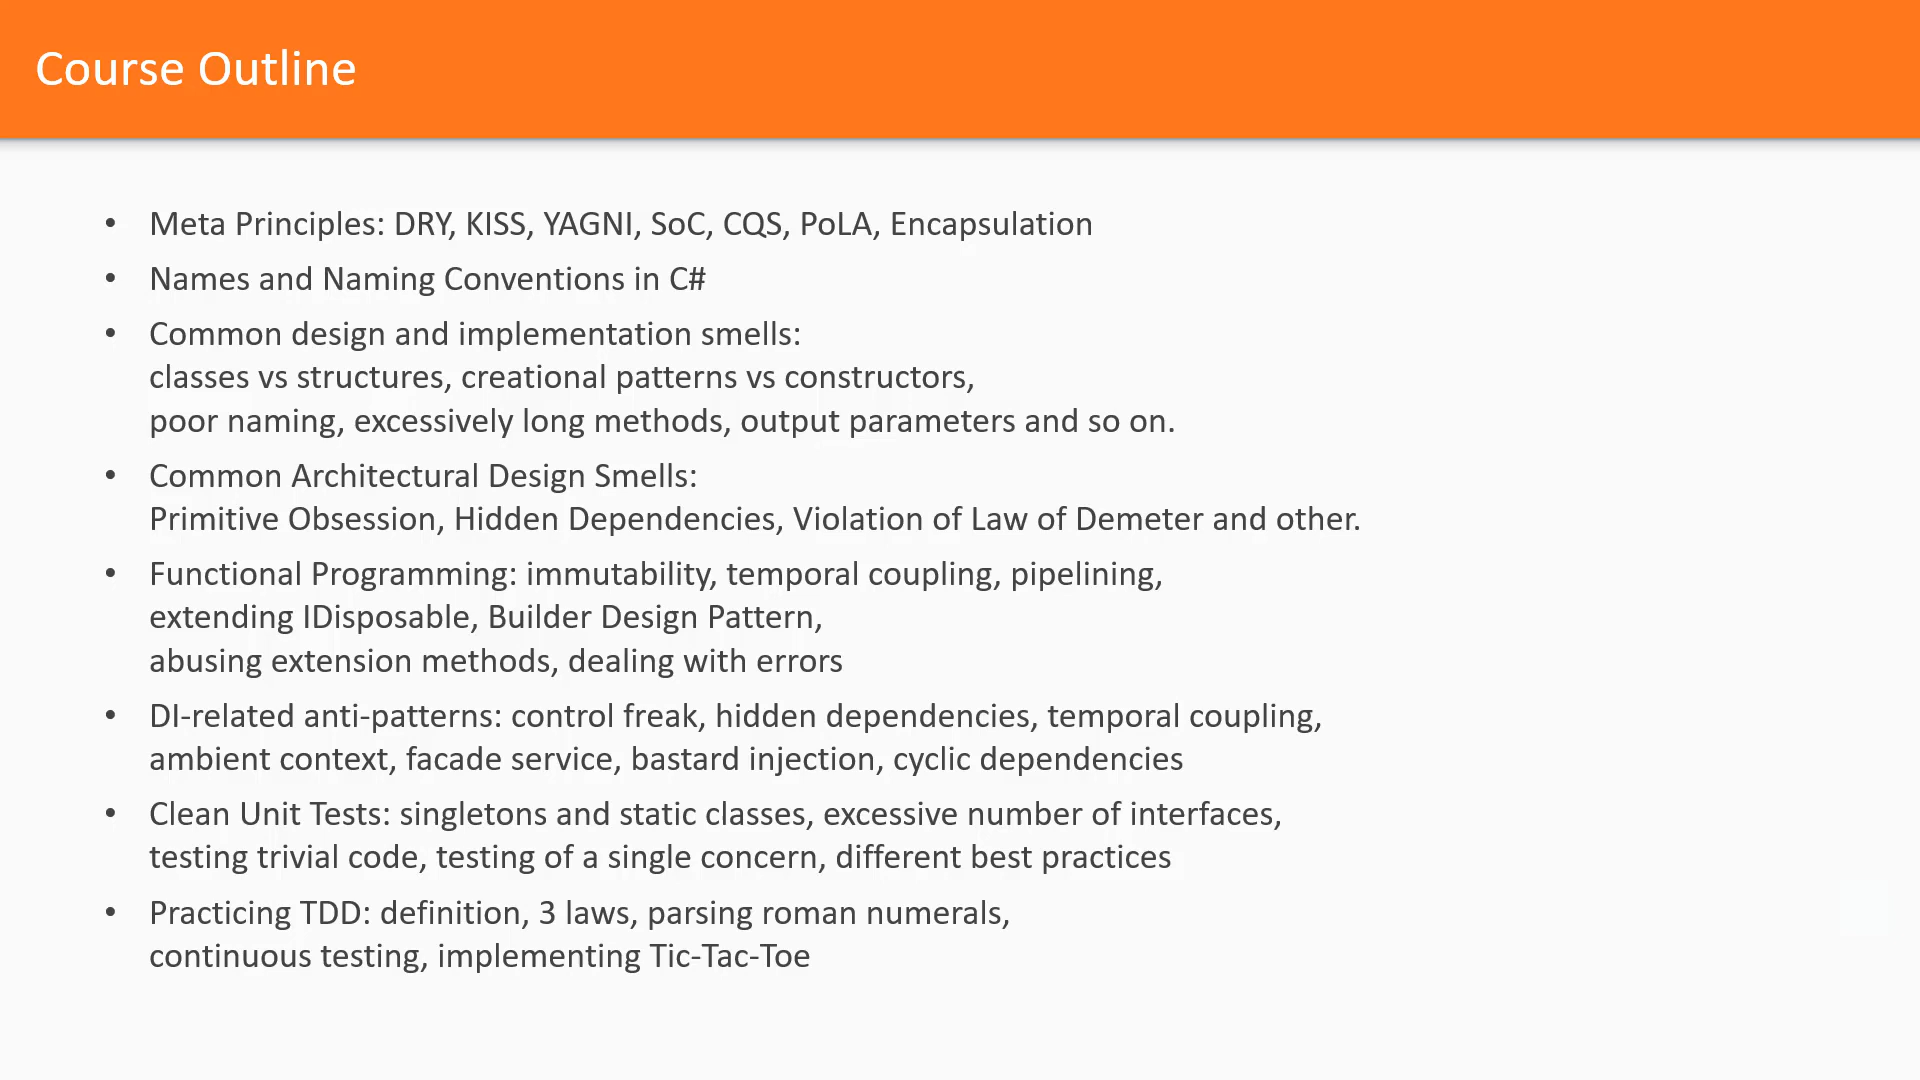 Course Outline
• Meta Principles: DRY, KISS, YAGNI, SoC, CQS, PoLA, Encapsulation
• Names and Naming Conventions in C#
• Common design and implementation smells:
classes vs structures, creational patterns vs constructors,
poor naming, excessively long methods, output parameters and so on.
• Common Architectural Design Smells:
Primitive Obsession, Hidden Dependencies, Violation of Law of Demeter and other.
• Functional Programming: immutability, temporal coupling, pipelining,
extending IDisposable, Builder Design Pattern,
abusing extension methods, dealing with errors
• DI-related anti-patterns: control freak, hidden dependencies, temporal coupling,
ambient context, facade service, bastard injection, cyclic dependencies
• Clean Unit Tests: singletons and static classes, excessive number of interfaces,
testing trivial code, testing of a single concern, different best practices
• Practicing TDD: definition, 3 laws, parsing roman numerals,
continuous testing, implementing Tic-Tac-Toe